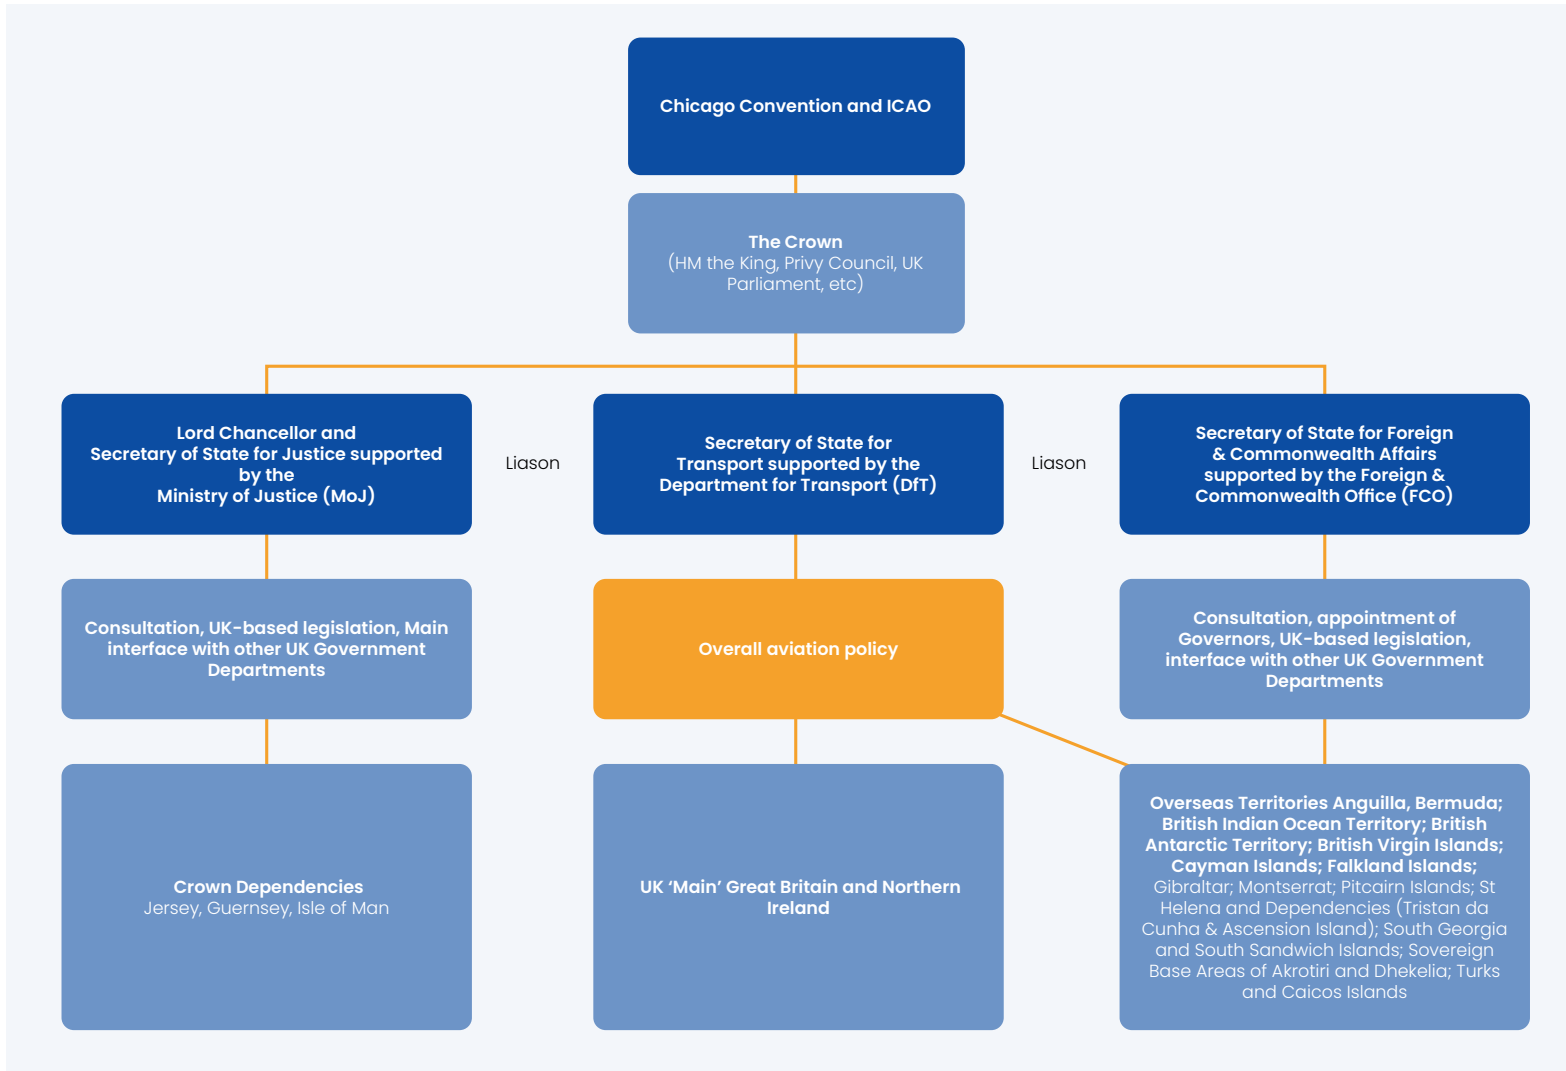 Chicago Convention and ICAO
The Crown
(HM the King, Privy Council, UK
Parliament, etc)
Lord Chancellor and
Secretary of State for Justice supported
by the
Ministry of Justice (MoJ)
Liason
Secretary of State for
Transport supported by the
Department for Transport (DfT)
Liason
Secretary of State for Foreign
& Commonwealth Affairs
supported by the Foreign &
Commonwealth Office (FCO)
Consultation, UK-based legislation, Main
interface with other UK Government
Departments
Overall aviation policy
Consultation, appointment of
Governors, UK-based legislation,
interface with other UK Government
Departments
Crown Dependencies
Jersey, Guernsey, Isle of Man
UK ‘Main’ Great Britain and Northern
Ireland
Overseas Territories Anguilla, Bermuda;
British Indian Ocean Territory; British
Antarctic Territory; British Virgin Islands;
Cayman Islands; Falkland Islands;
Gibraltar; Montserrat; Pitcairn Islands; St
Helena and Dependencies (Tristan da
Cunha & Ascension Island); South Georgia
and South Sandwich Islands; Sovereign
Base Areas of Akrotiri and Dhekelia; Turks
and Caicos Islands